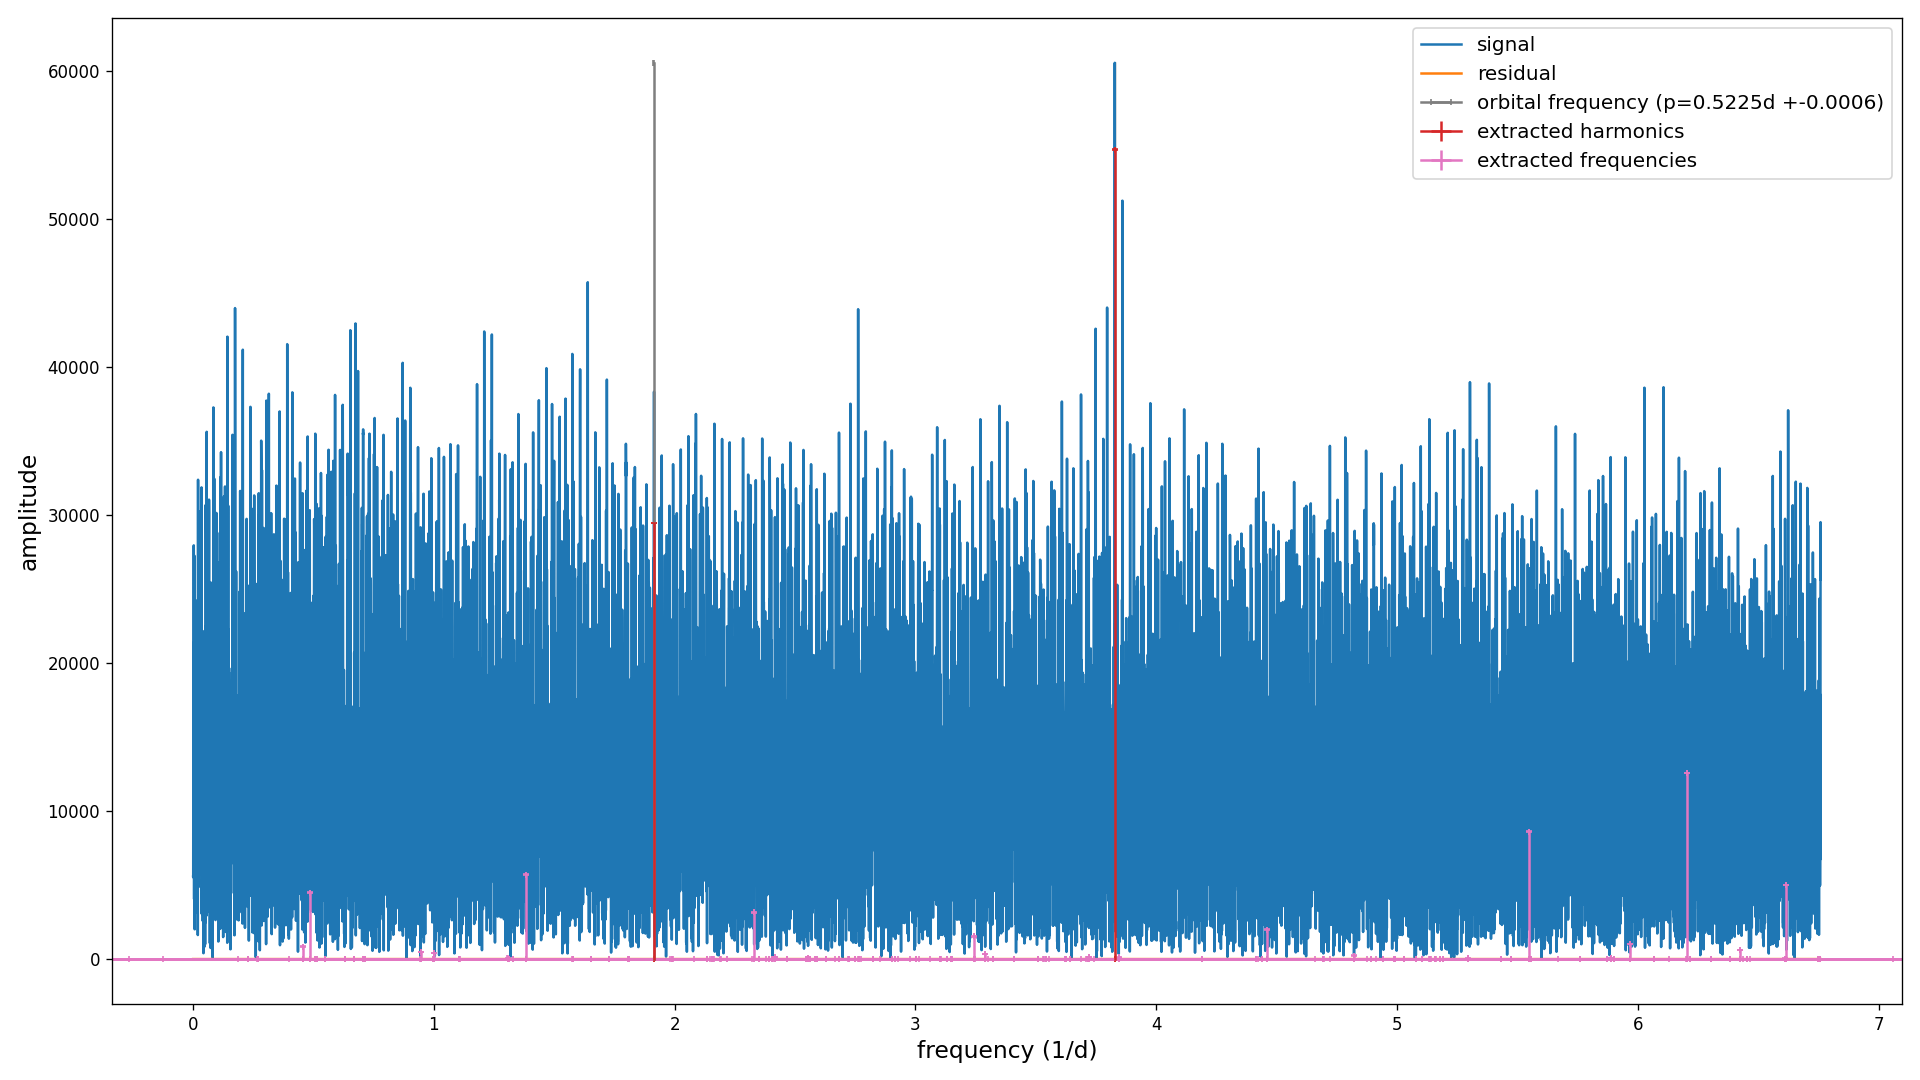 signal
residual
orbital frequency (p=0.5225d +-0.0006)
extracted harmonics
extracted frequencies
60000
50000
40000
30000
20000
10000
0
amplitude
0 1 2 3 4 5 6 7
frequency (1/d)